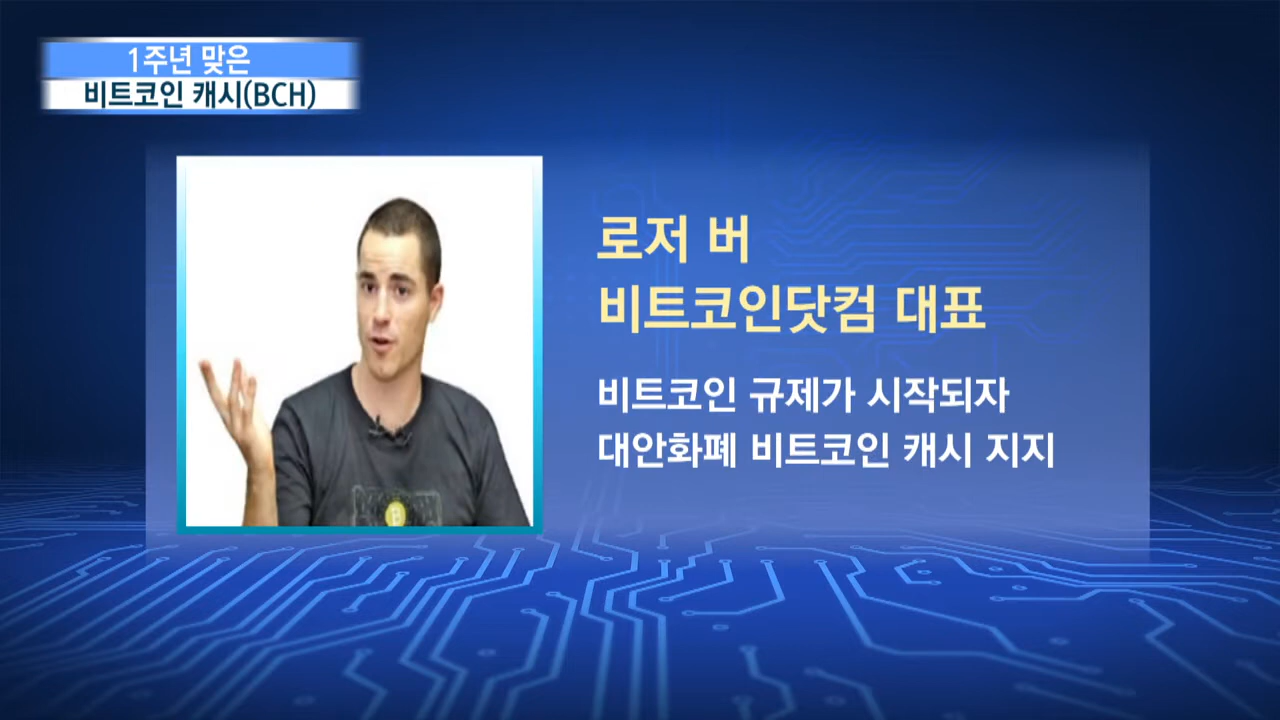 1주년 맞은
비트코인 캐시(BCH)
로저 버
비트코인닷컴 대표
비트코인 규제가 시작되자
대안화폐 비트코인 캐시 지지